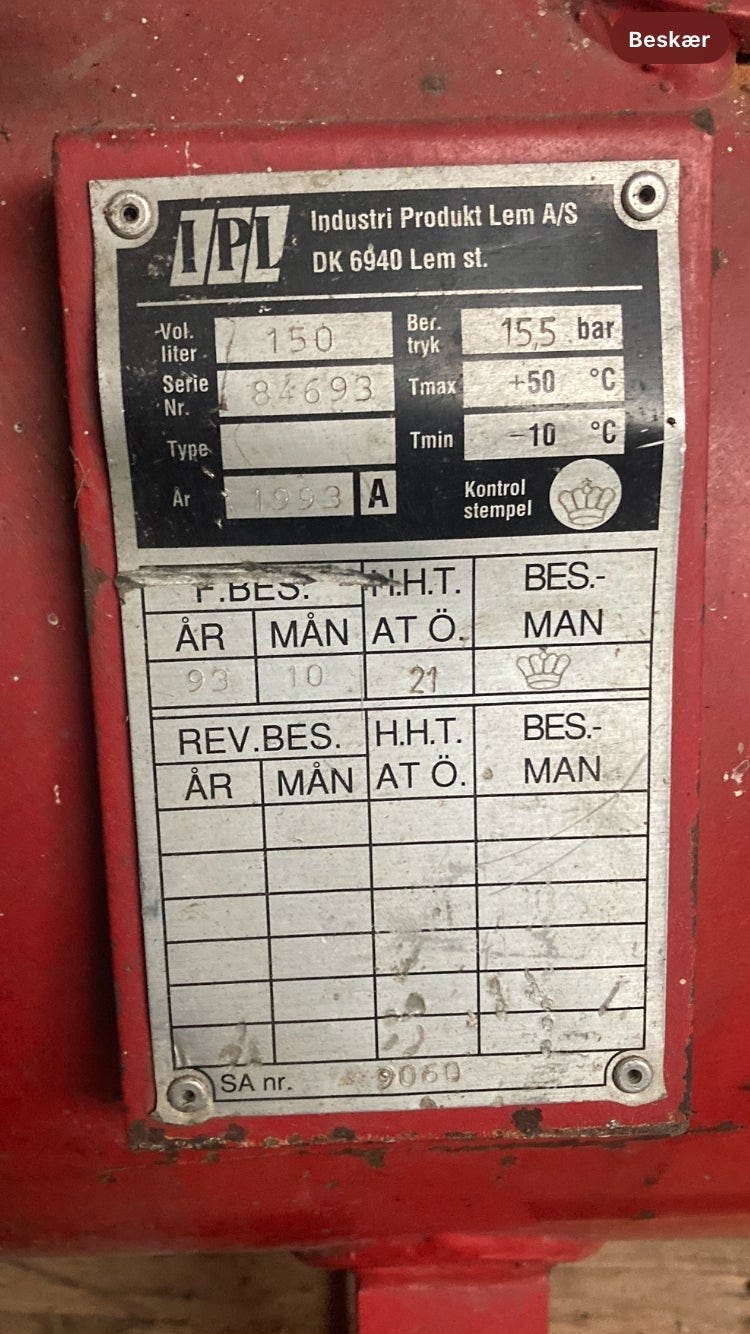 Beskær
IPL
Industri Produkt Lem A/S
DK 6940 Lem st.
Vol. liter 150
Ber. tryk 15,5 bar
Serie Nr. 84693
Tmax +50 °C
Type
Tmin -10 °C
År 1993 A
Kontrol stempel
F.BES. H.H.T. BES.-
ÅR MÅN AT Ö. MAN
93 10 21
REV.BES. H.H.T. BES.-
ÅR MÅN AT Ö. MAN
SA nr. 9060